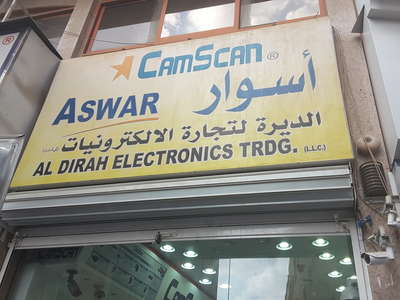 CAMSCAN ®
ASWAR أسوار
الديرة لتجارة الالكترونيات (ذ.م.م)
AL DIRAH ELECTRONICS TRDG. (L.L.C.)